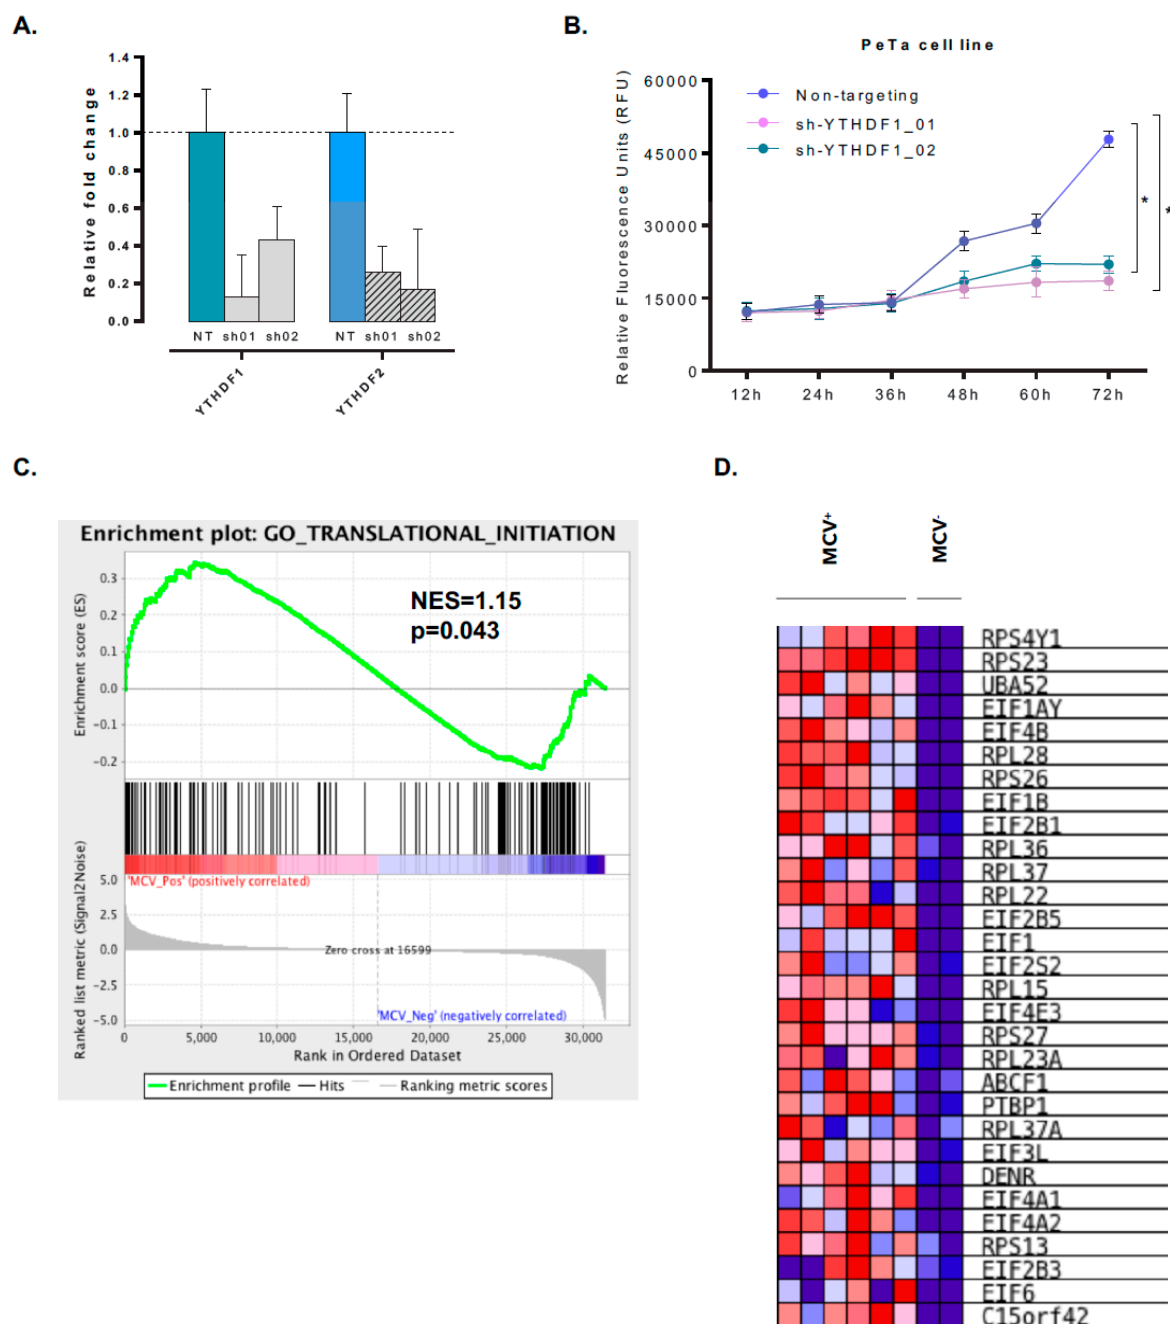 A.
Relative fold change
1.4
1.2
1.0
0.8
0.6
0.4
0.2
0.0
NT sh01 sh02
NT sh01 sh02
YTHDF1
YTHDF2
B.
PeTa cell line
Relative Fluorescence Units (RFU)
60000
45000
30000
15000
0
Non-targeting
sh-YTHDF1_01
sh-YTHDF1_02
*
*
12h 24h 36h 48h 60h 72h
C.
Enrichment plot: GO_TRANSLATIONAL_INITIATION
Enrichment score (ES)
0.3
0.2
0.1
0.0
-0.1
-0.2
NES=1.15
p=0.043
Ranked list metric (Signal2Noise)
5.0
2.5
0.0
-2.5
-5.0
'MCV_Pos' (positively correlated)
Zero cross at 16599
'MCV_Neg' (negatively correlated)
0 5,000 10,000 15,000 20,000 25,000 30,000
Rank in Ordered Dataset
Enrichment profile Hits Ranking metric scores
D.
MCV+
MCV-
RPS4Y1
RPS23
UBA52
EIF1AY
EIF4B
RPL28
RPS26
EIF1B
EIF2B1
RPL36
RPL37
RPL22
EIF2B5
EIF1
EIF2S2
RPL15
EIF4E3
RPS27
RPL23A
ABCF1
PTBP1
RPL37A
EIF3L
DENR
EIF4A1
EIF4A2
RPS13
EIF2B3
EIF6
C15orf42